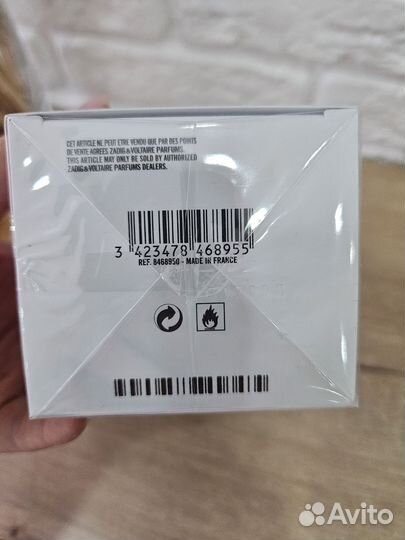 CET ARTICLE NE PEUT ETRE VENDU QUE PAR DES POINTS
DE VENTE AGREES ZADIG&VOLTAIRE PARFUMS.
THIS ARTICLE MAY ONLY BE SOLD BY AUTHORIZED
ZADIG&VOLTAIRE PARFUMS DEALERS.
3 423478 468955
REF. 8468950 - MADE IN FRANCE
Avito